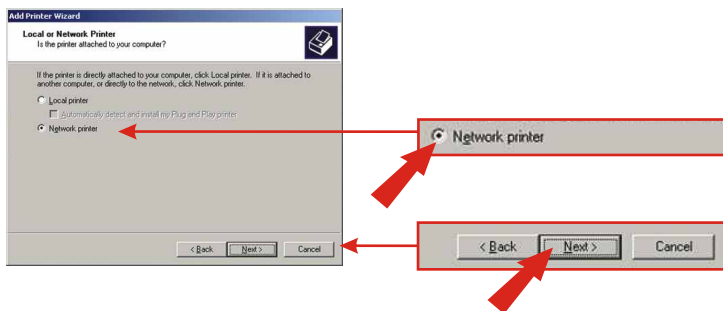 Add Printer Wizard
Local or Network Printer
Is the printer attached to your computer?
If the printer is directly attached to your computer, click Local printer. If it is attached to
another computer, or directly to the network, click Network printer.
Local printer
Automatically detect and install my Plug and Play printer
Network printer
< Back Next > Cancel
Network printer
< Back Next > Cancel